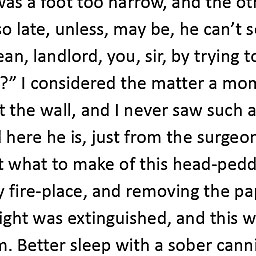 was a foot too narrow, and the oth
so late, unless, may be, he can’t s
ean, landlord, you, sir, by trying to
?” I considered the matter a mom
t the wall, and I never saw such a
here he is, just from the surgeon
t what to make of this head-pedd
y fire-place, and removing the pap
ight was extinguished, and this w
m. Better sleep with a sober canni